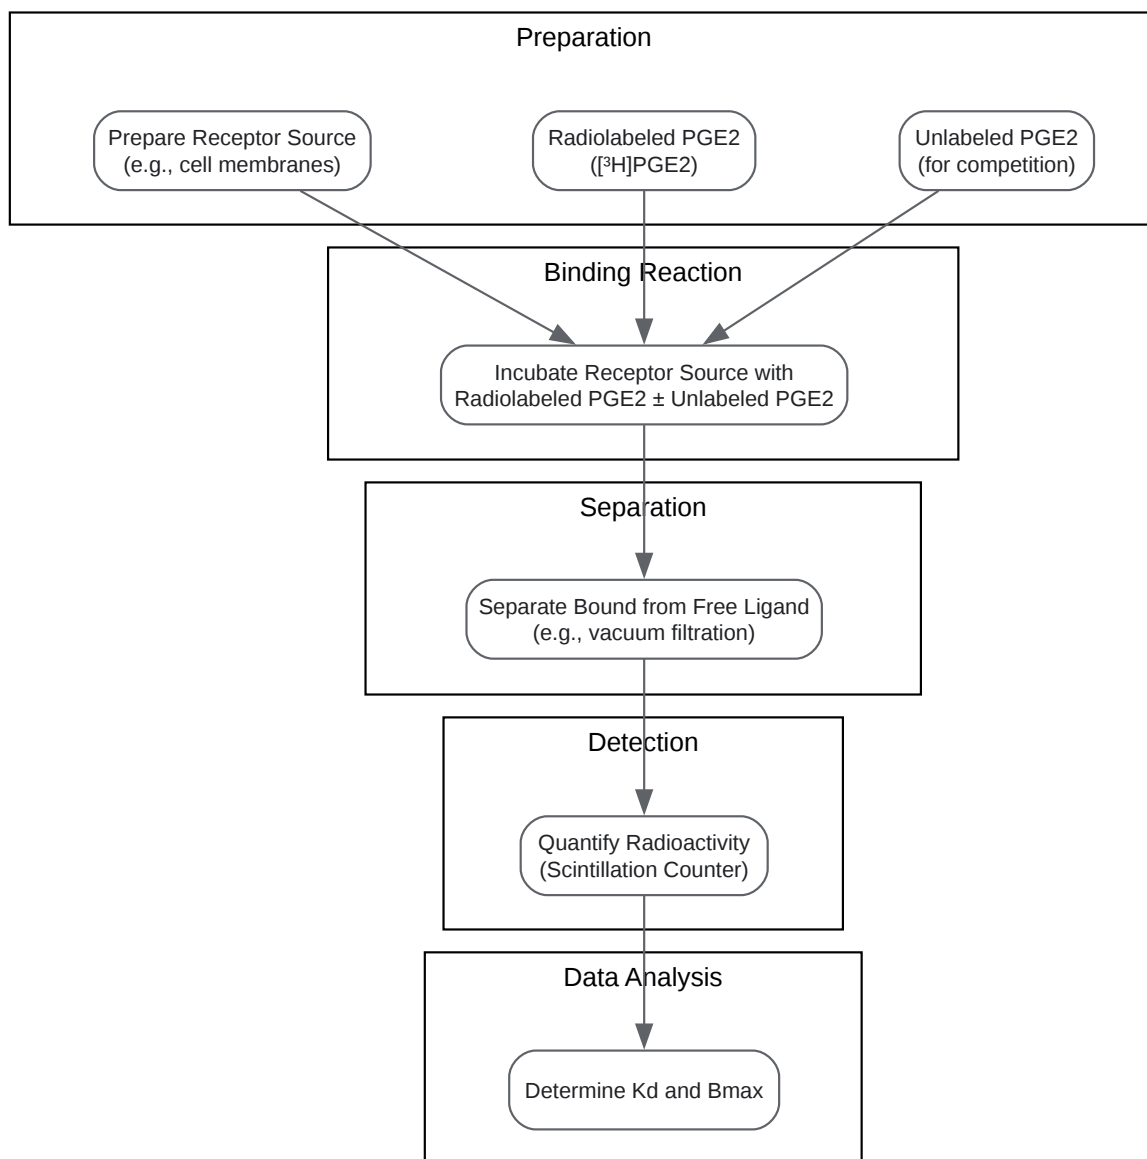 Preparation
Prepare Receptor Source
(e.g., cell membranes)
Radiolabeled PGE2
([³H]PGE2)
Unlabeled PGE2
(for competition)
Binding Reaction
Incubate Receptor Source with
Radiolabeled PGE2 ± Unlabeled PGE2
Separation
Separate Bound from Free Ligand
(e.g., vacuum filtration)
Detection
Quantify Radioactivity
(Scintillation Counter)
Data Analysis
Determine Kd and Bmax